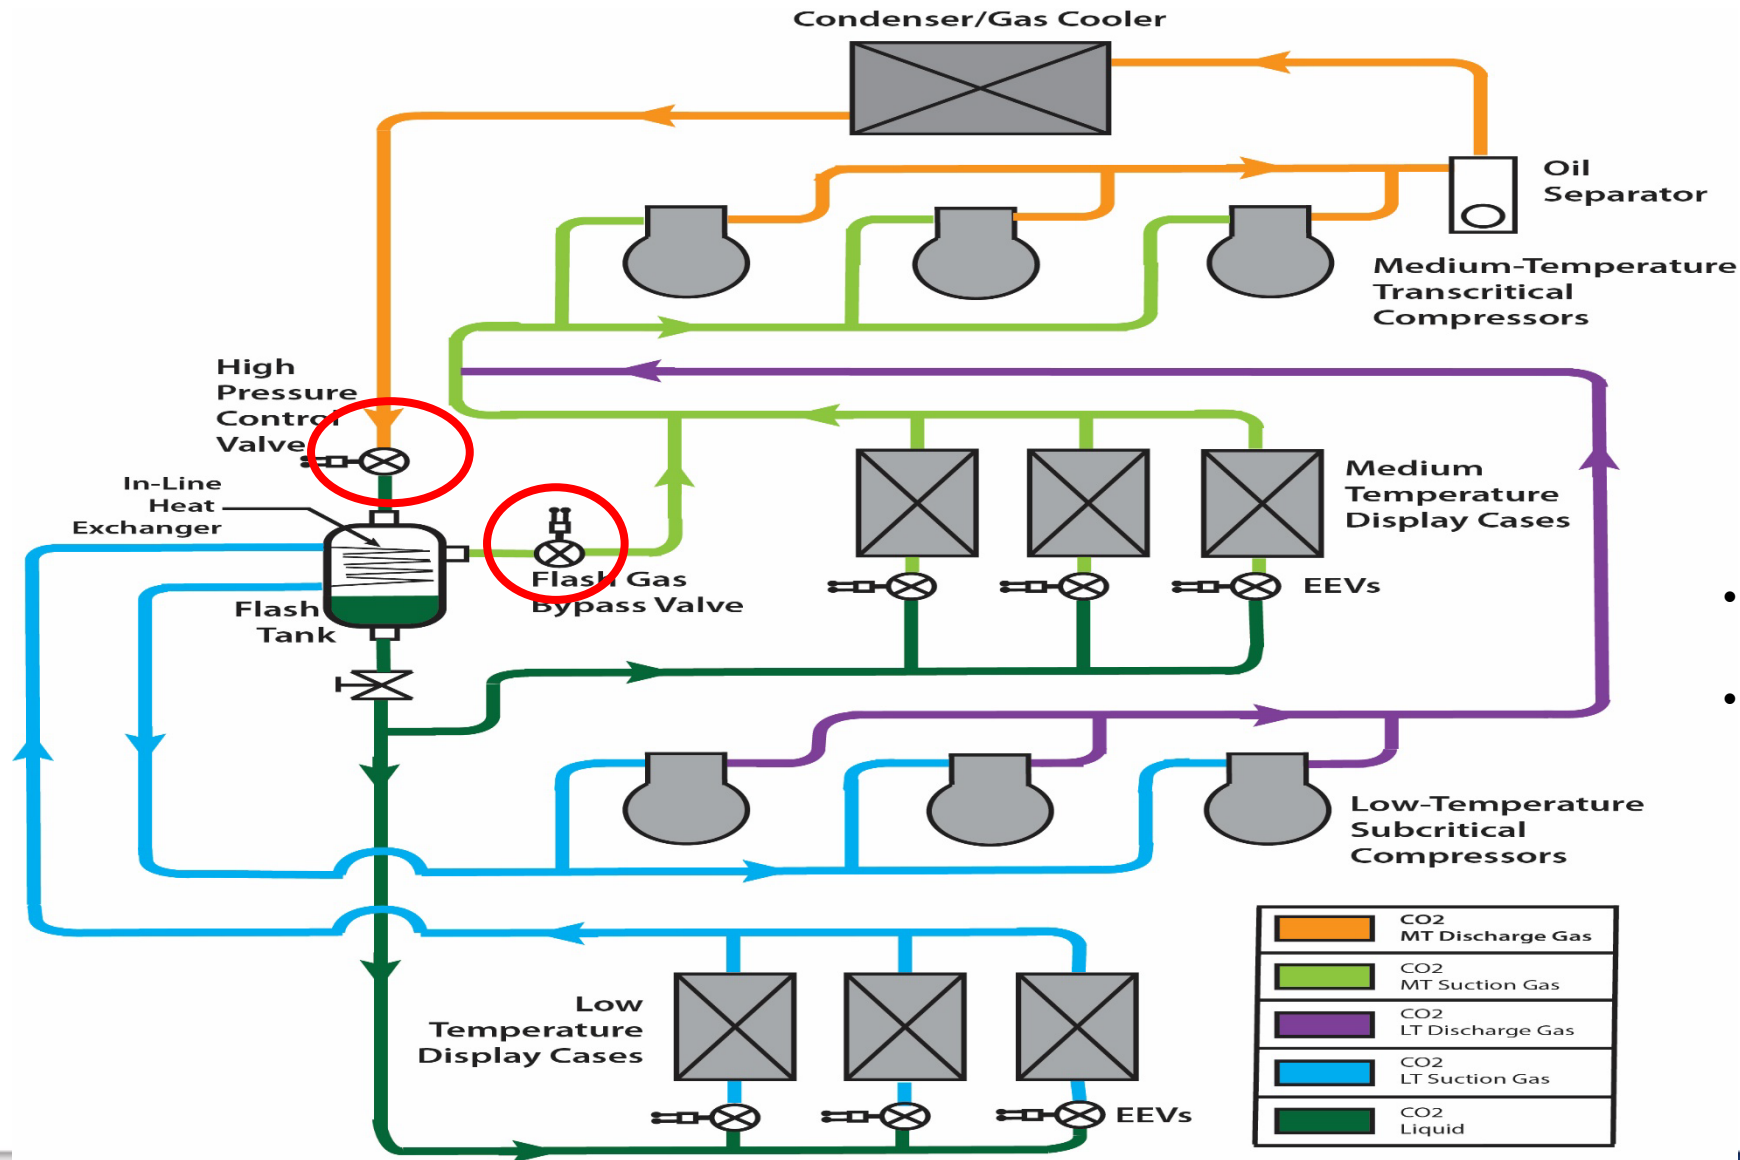 Condenser/Gas Cooler
Oil
Separator
Medium-Temperature
Transcritical
Compressors
High
Pressure
Control
Valve
In-Line
Heat
Exchanger
Flash Gas
Bypass Valve
Flash
Tank
Medium
Temperature
Display Cases
EEVs
Low-Temperature
Subcritical
Compressors
Low
Temperature
Display Cases
EEVs
CO2
MT Discharge Gas
CO2
MT Suction Gas
CO2
LT Discharge Gas
CO2
LT Suction Gas
CO2
Liquid